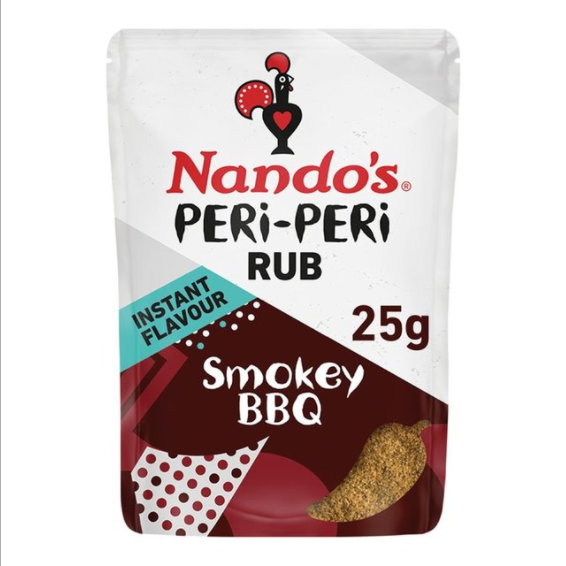 Nando's®
PERi-PERi
RUB
INSTANT
FLAVOUR
25g
Smokey
BBQ